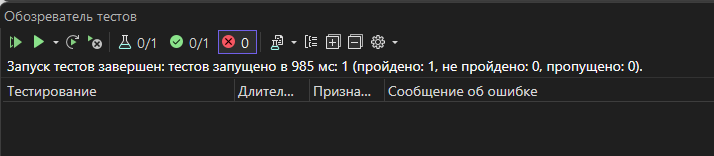 Обозреватель тестов
0/1 0/1 0
Запуск тестов завершен: тестов запущено в 985 мс: 1 (пройдено: 1, не пройдено: 0, пропущено: 0).
Тестирование Длител... Призна... Сообщение об ошибке